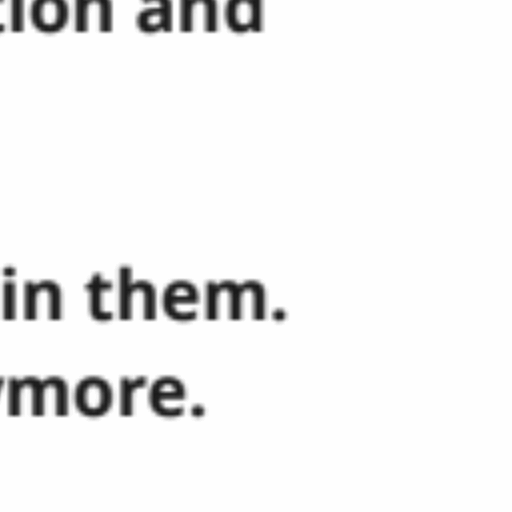 tion and
in them.
ymore.